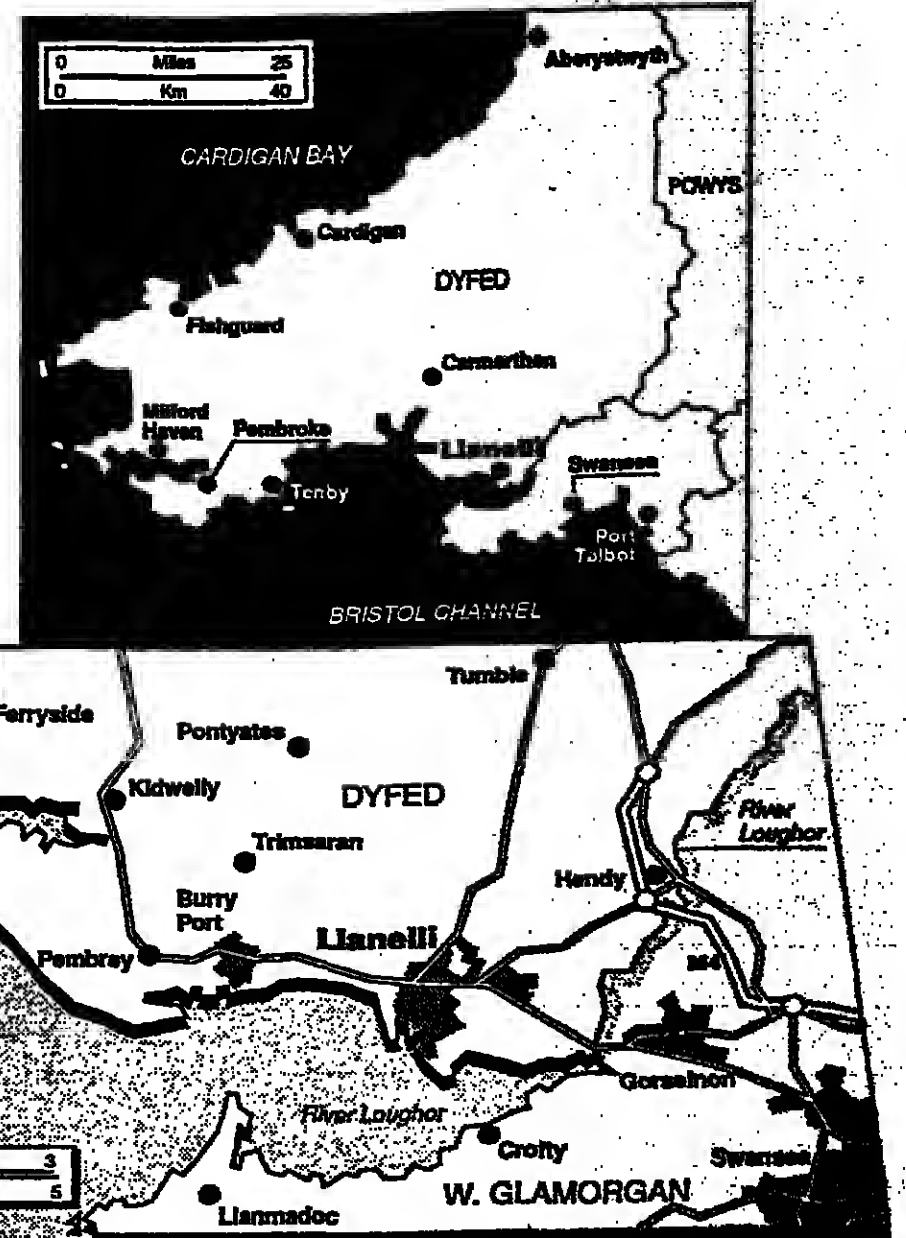 0 Miles 25
0 Km 40
Aberystwyth
CARDIGAN BAY
POWYS
Cardigan
DYFED
Fishguard
Carmarthen
Milford
Haven
Pembroke
Llanelli
Swansea
Tenby
Port
Talbot
BRISTOL CHANNEL
Tumble
Ferryside
Pontyates
Kidwelly
DYFED
River
Loughor
Trimsaran
Hendy
Burry
Port
Llanelli
Pembrey
M4
Gorseinon
River Loughor
Crofty
Swansea
3
5
W. GLAMORGAN
Llanmadoc